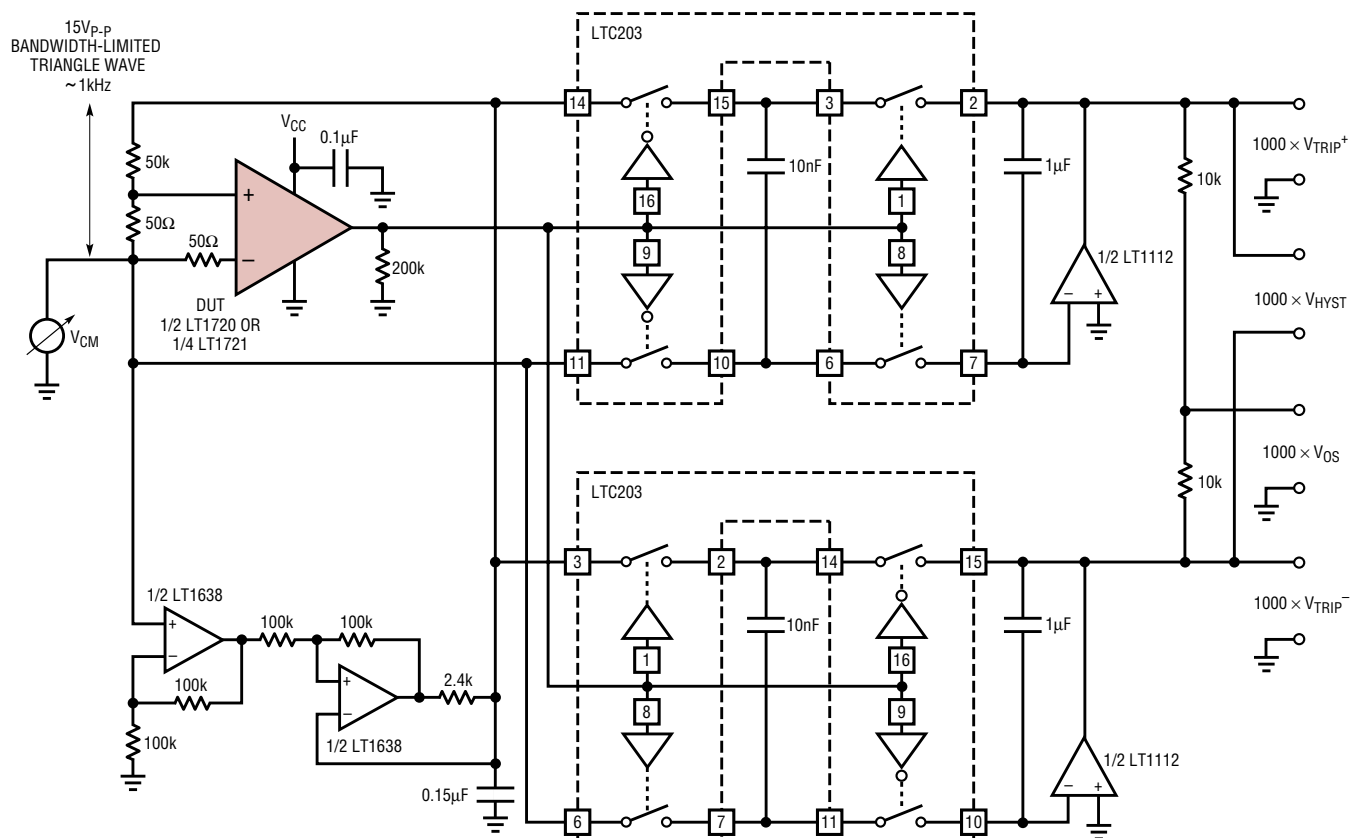 15VP-P
BANDWIDTH-LIMITED
TRIANGLE WAVE
~1kHz
LTC203
14
15
3
2
VCC
0.1µF
50k
+
10nF
1µF
1000 × VTRIP+
10k
16
1
50Ω
50Ω
–
200k
9
8
1/2 LT1112
– +
DUT
1/2 LT1720 OR
1/4 LT1721
1000 × VHYST
VCM
11
10
6
7
1000 × VOS
LTC203
10k
3
2
14
15
1/2 LT1638
1000 × VTRIP–
+
–
100k
100k
10nF
1µF
1
16
100k
+
–
2.4k
8
9
100k
1/2 LT1638
1/2 LT1112
– +
0.15µF
6
7
11
10